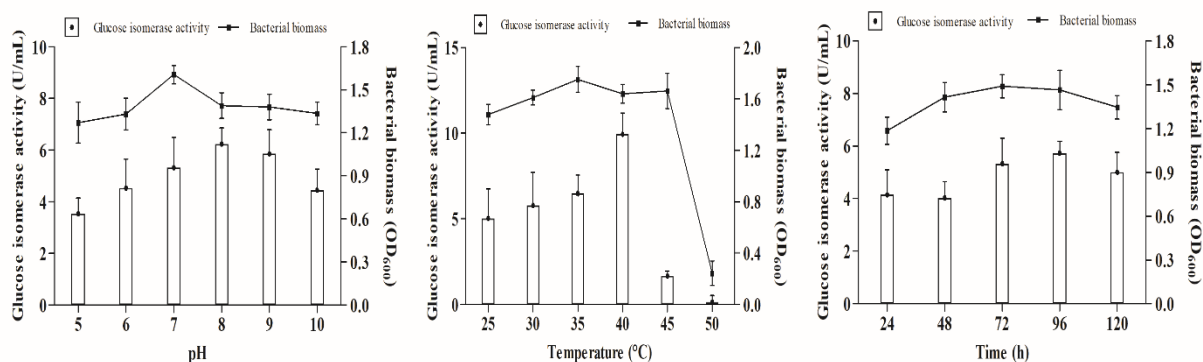 Glucose isomerase activity Bacterial biomass
Glucose isomerase activity (U/mL)
10
8
6
4
2
0
1.8
1.5
1.2
0.9
0.6
0.3
0.0
Bacterial biomass (OD600)
5 6 7 8 9 10
pH
Glucose isomerase activity Bacterial biomass
Glucose isomerase activity (U/mL)
15
10
5
0
2.0
1.6
1.2
0.8
0.4
0.0
Bacterial biomass (OD600)
25 30 35 40 45 50
Temperature (°C)
Glucose isomerase activity Bacterial biomass
Glucose isomerase activity (U/mL)
10
8
6
4
2
0
1.8
1.5
1.2
0.9
0.6
0.3
0.0
Bacterial biomass (OD600)
24 48 72 96 120
Time (h)